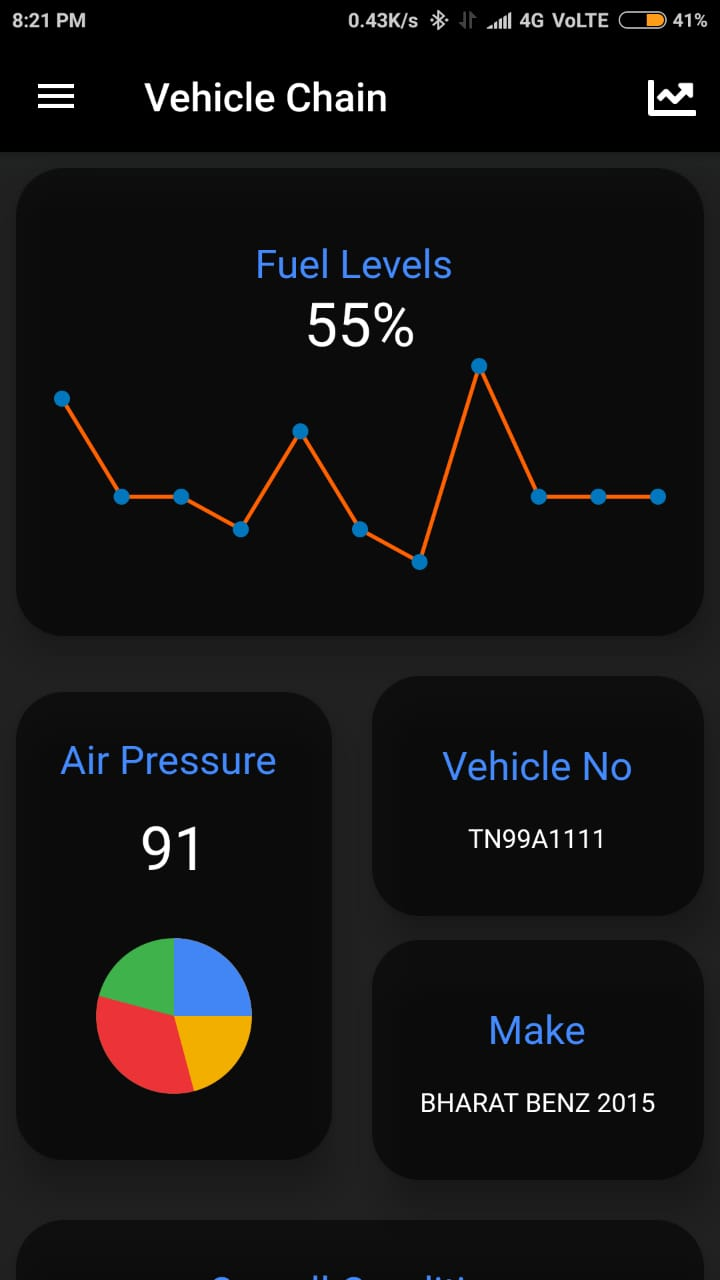 8:21 PM 0.43K/s 4G VoLTE 41%
Vehicle Chain
Fuel Levels
55%
Air Pressure
91
Vehicle No
TN99A1111
Make
BHARAT BENZ 2015